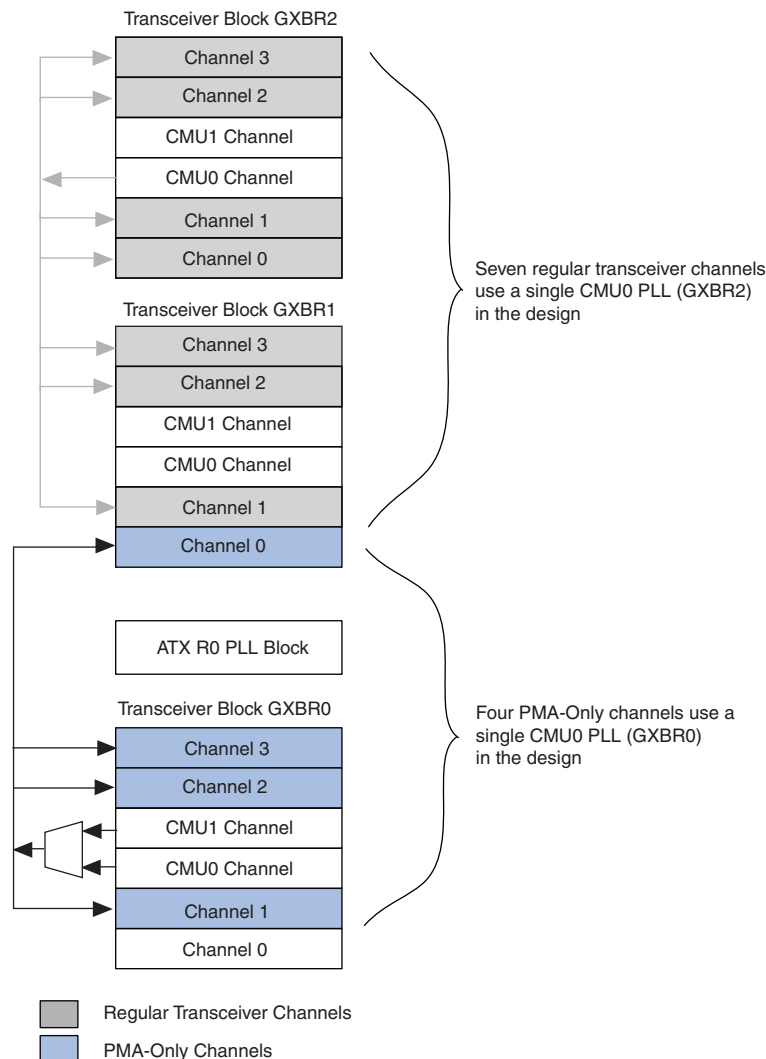 Transceiver Block GXBR2
Channel 3
Channel 2
CMU1 Channel
CMU0 Channel
Channel 1
Channel 0
Seven regular transceiver channels
use a single CMU0 PLL (GXBR2)
in the design
Transceiver Block GXBR1
Channel 3
Channel 2
CMU1 Channel
CMU0 Channel
Channel 1
Channel 0
ATX R0 PLL Block
Transceiver Block GXBR0
Four PMA-Only channels use a
single CMU0 PLL (GXBR0)
in the design
Channel 3
Channel 2
CMU1 Channel
CMU0 Channel
Channel 1
Channel 0
Regular Transceiver Channels
PMA-Only Channels